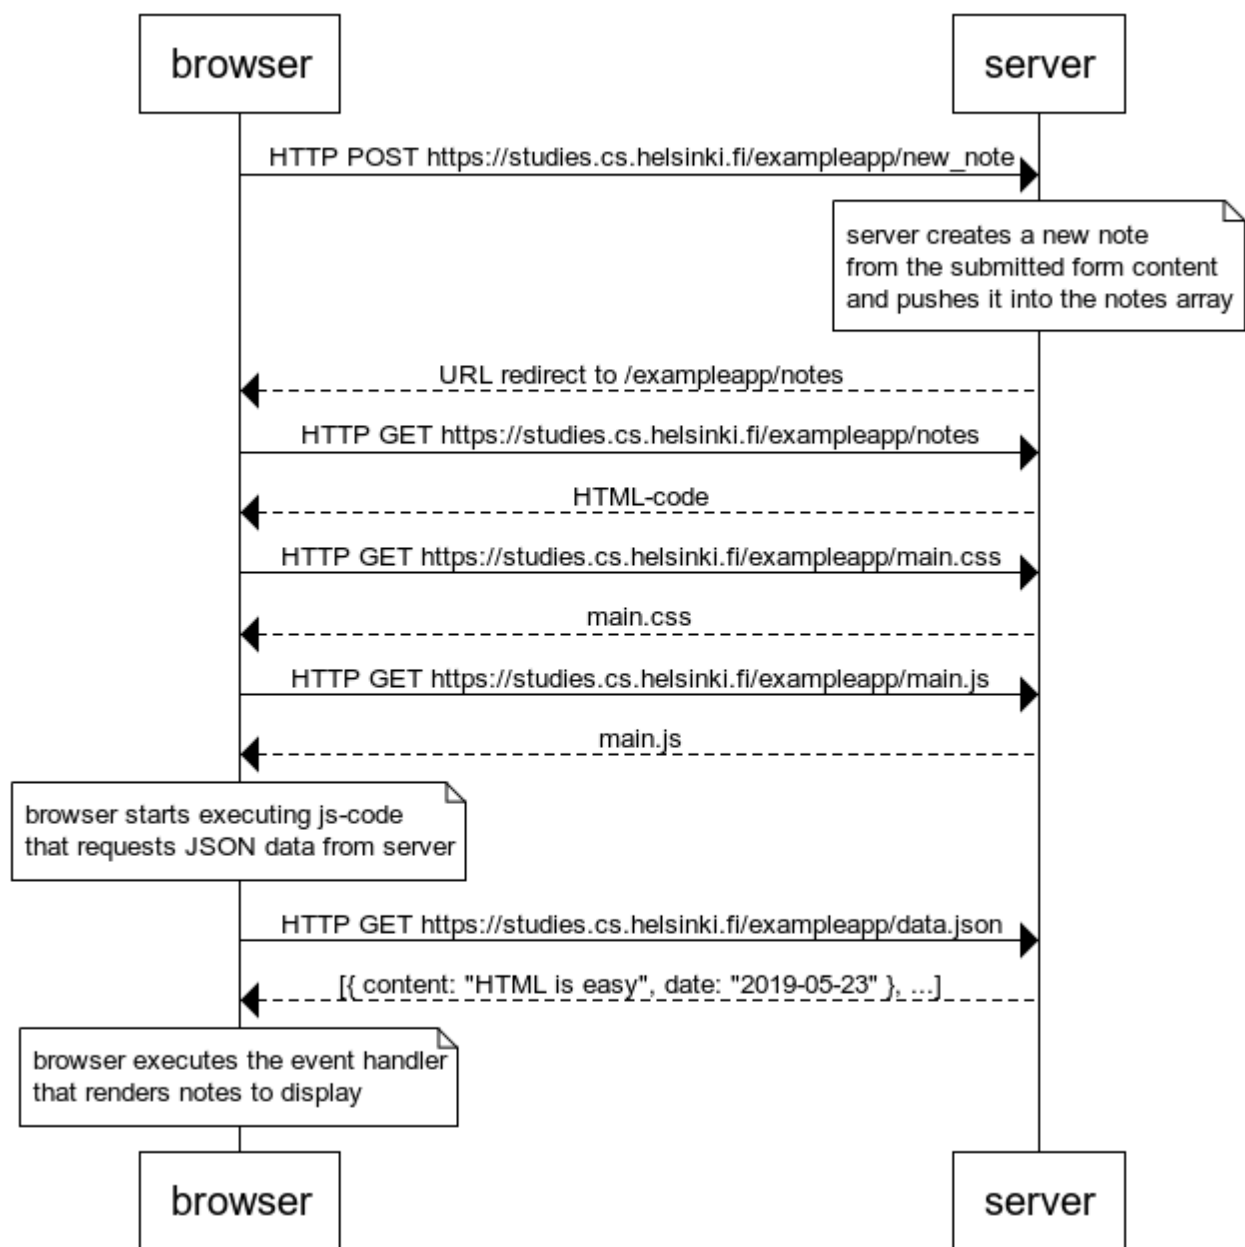 browser
server
HTTP POST https://studies.cs.helsinki.fi/exampleapp/new_note
server creates a new note
from the submitted form content
and pushes it into the notes array
URL redirect to /exampleapp/notes
HTTP GET https://studies.cs.helsinki.fi/exampleapp/notes
HTML-code
HTTP GET https://studies.cs.helsinki.fi/exampleapp/main.css
main.css
HTTP GET https://studies.cs.helsinki.fi/exampleapp/main.js
main.js
browser starts executing js-code
that requests JSON data from server
HTTP GET https://studies.cs.helsinki.fi/exampleapp/data.json
[{ content: "HTML is easy", date: "2019-05-23" }, ...]
browser executes the event handler
that renders notes to display
browser
server